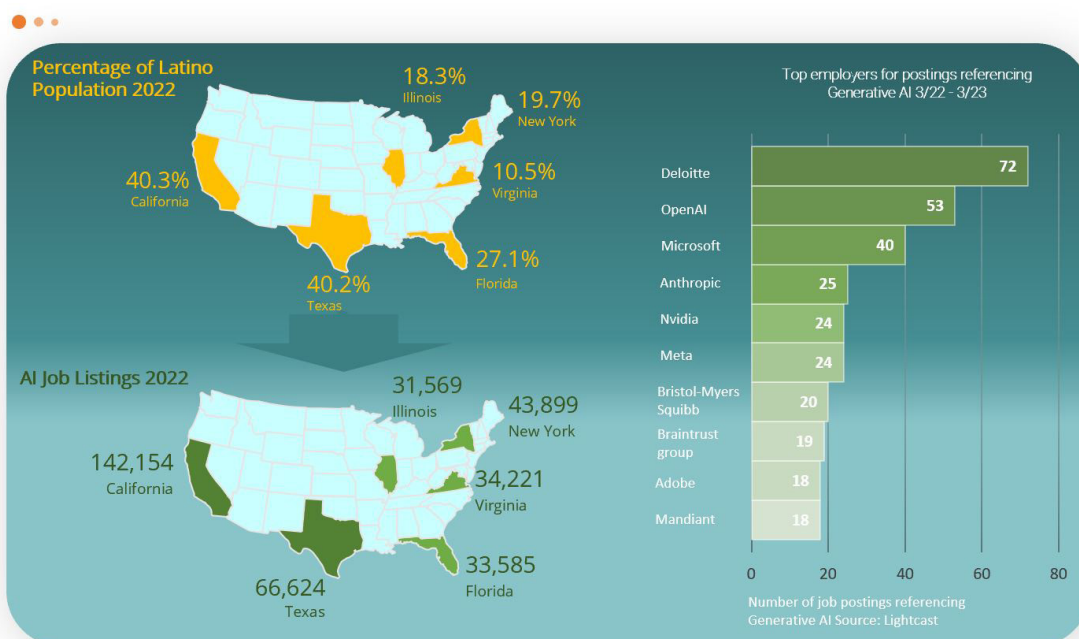 Percentage of Latino
Population 2022
18.3%
Illinois
19.7%
New York
40.3%
California
10.5%
Virginia
40.2%
Texas
27.1%
Florida
AI Job Listings 2022
31,569
Illinois
43,899
New York
142,154
California
34,221
Virginia
66,624
Texas
33,585
Florida
Top employers for postings referencing
Generative AI 3/22 - 3/23
Deloitte 72
OpenAI 53
Microsoft 40
Anthropic 25
Nvidia 24
Meta 24
Bristol-Myers
Squibb 20
Braintrust
group 19
Adobe 18
Mandiant 18
0 20 40 60 80
Number of job postings referencing
Generative AI Source: Lightcast